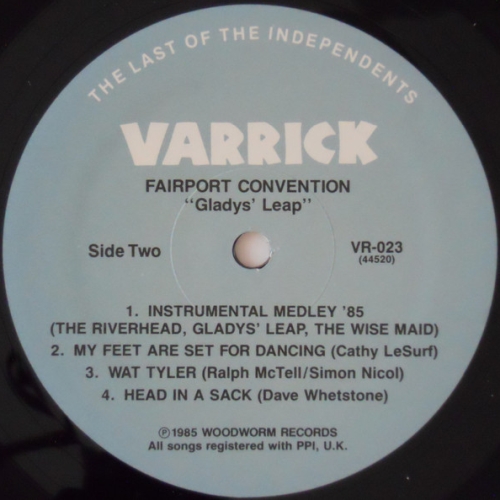 THE LAST OF THE INDEPENDENTS
VARRICK
FAIRPORT CONVENTION
"Gladys' Leap"
Side Two
VR-023
(44520)
1. INSTRUMENTAL MEDLEY '85
(THE RIVERHEAD, GLADYS' LEAP, THE WISE MAID)
2. MY FEET ARE SET FOR DANCING (Cathy LeSurf)
3. WAT TYLER (Ralph McTell/Simon Nicol)
4. HEAD IN A SACK (Dave Whetstone)
℗1985 WOODWORM RECORDS
All songs registered with PPI, U.K.